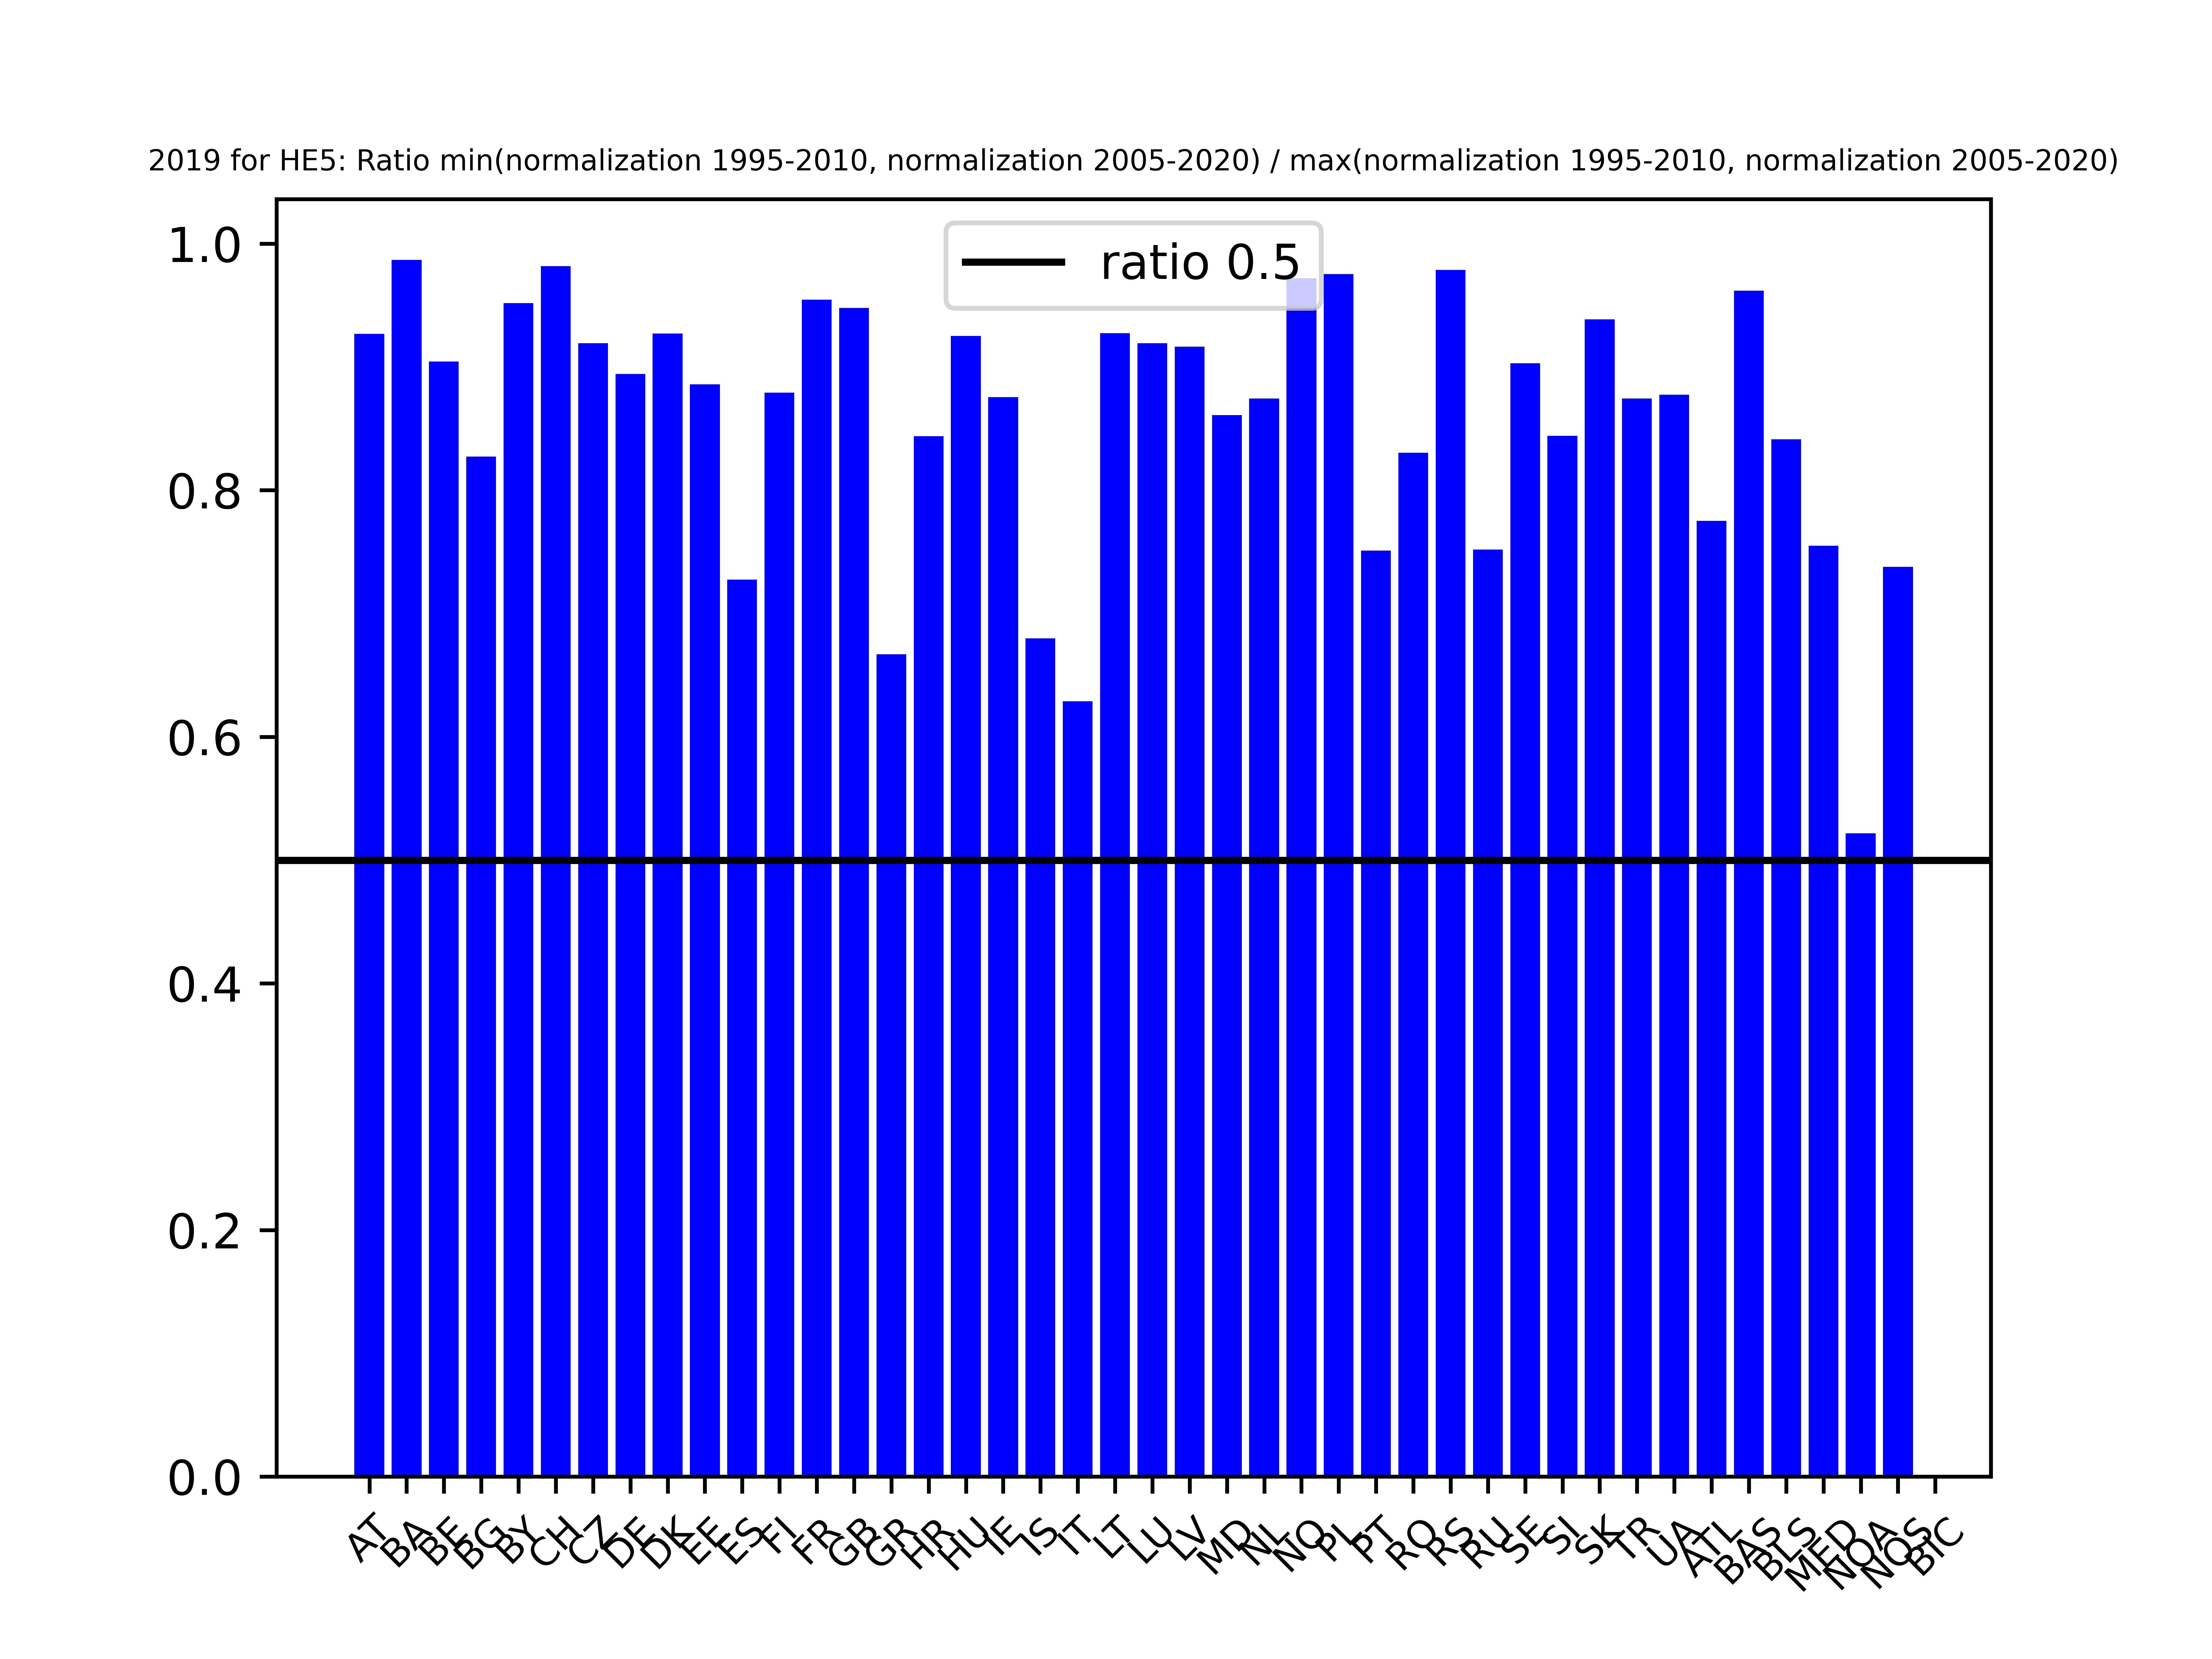 2019 for HE5: Ratio min(normalization 1995-2010, normalization 2005-2020) / max(normalization 1995-2010, normalization 2005-2020)
ratio 0.5
1.0
0.8
0.6
0.4
0.2
0.0
AT BA BE BG BY CH CZ DE DK EE ES FI FR GB GR HR HU IE IS IT LT LU LV MD NL NO PL PT RO RS RU SE SI SK TR UA ATL BAS BLS MED NOA NOS BIC